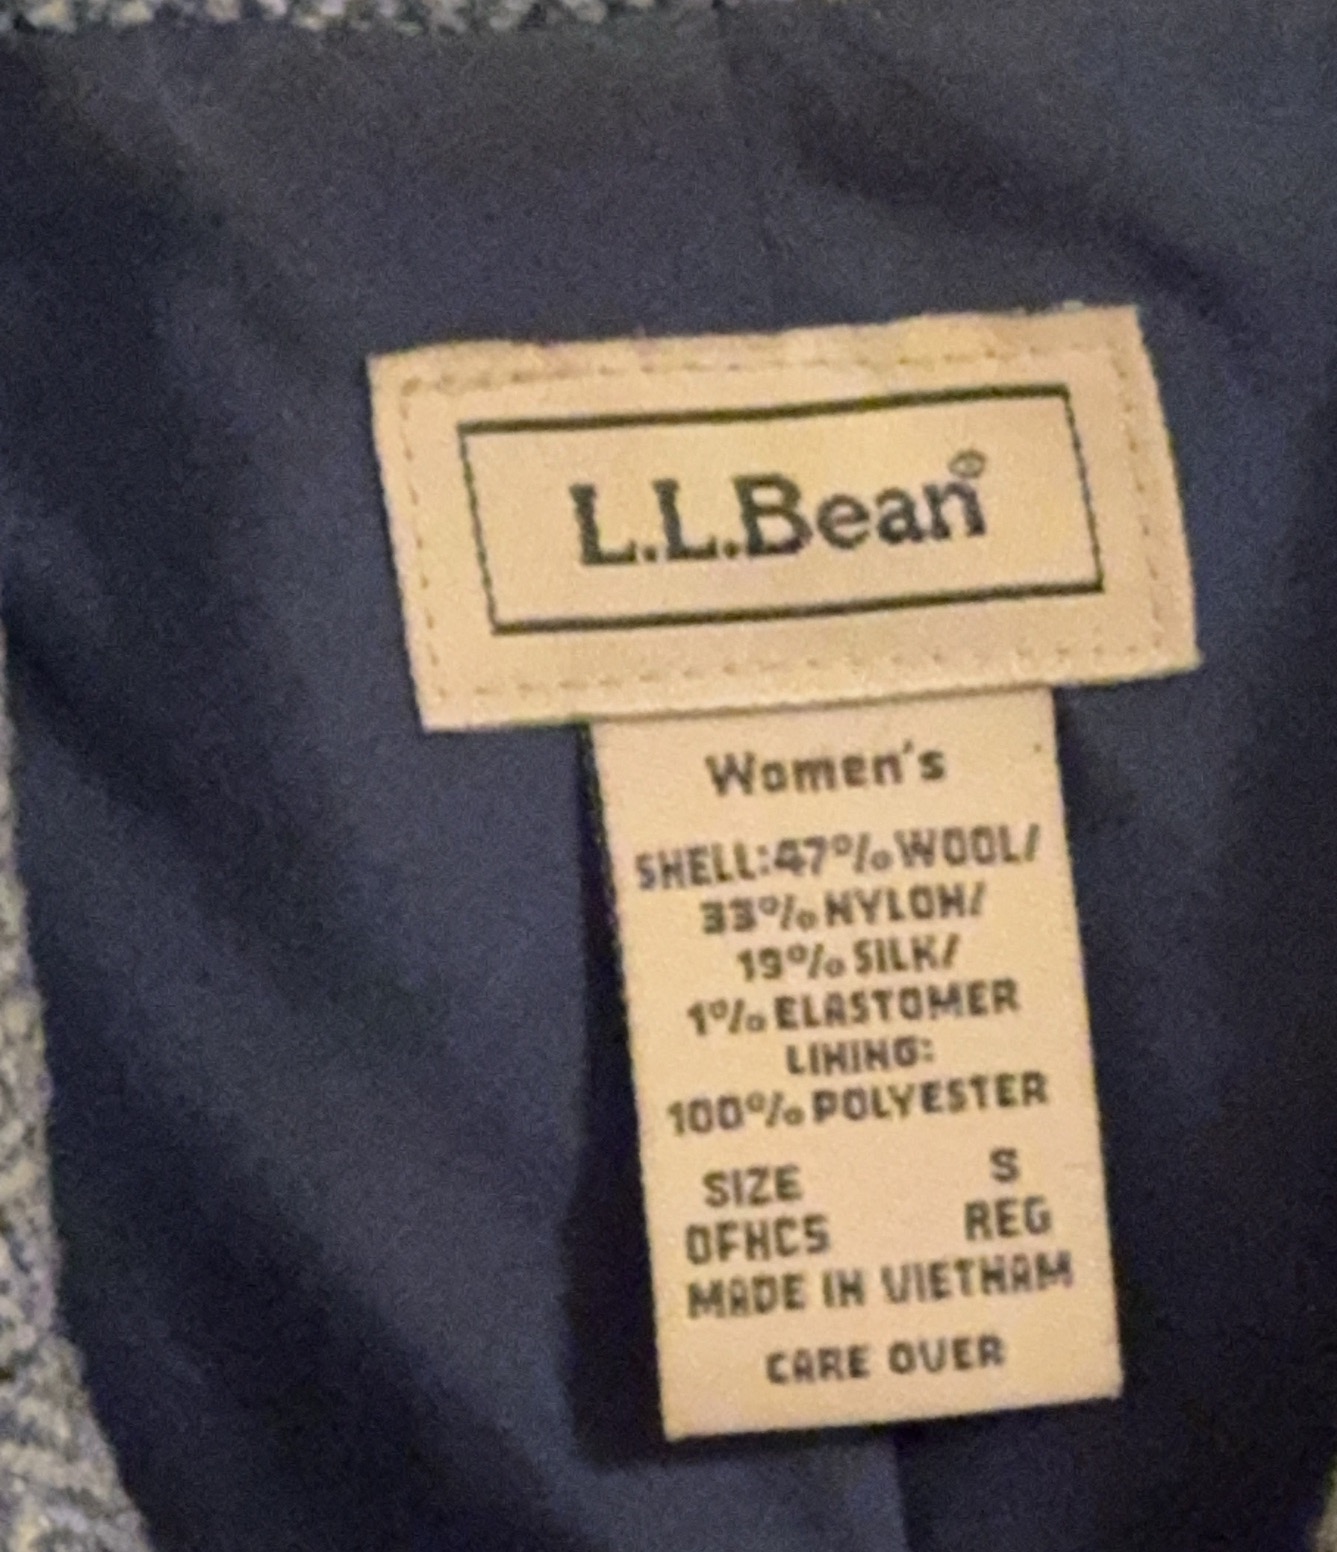 L.L.Bean®
Women's
SHELL:47%WOOL/
33%NYLON/
19%SILK/
1%ELASTOMER
LINING:
100%POLYESTER
SIZE S
0FHC5 REG
MADE IN VIETNAM
CARE OVER